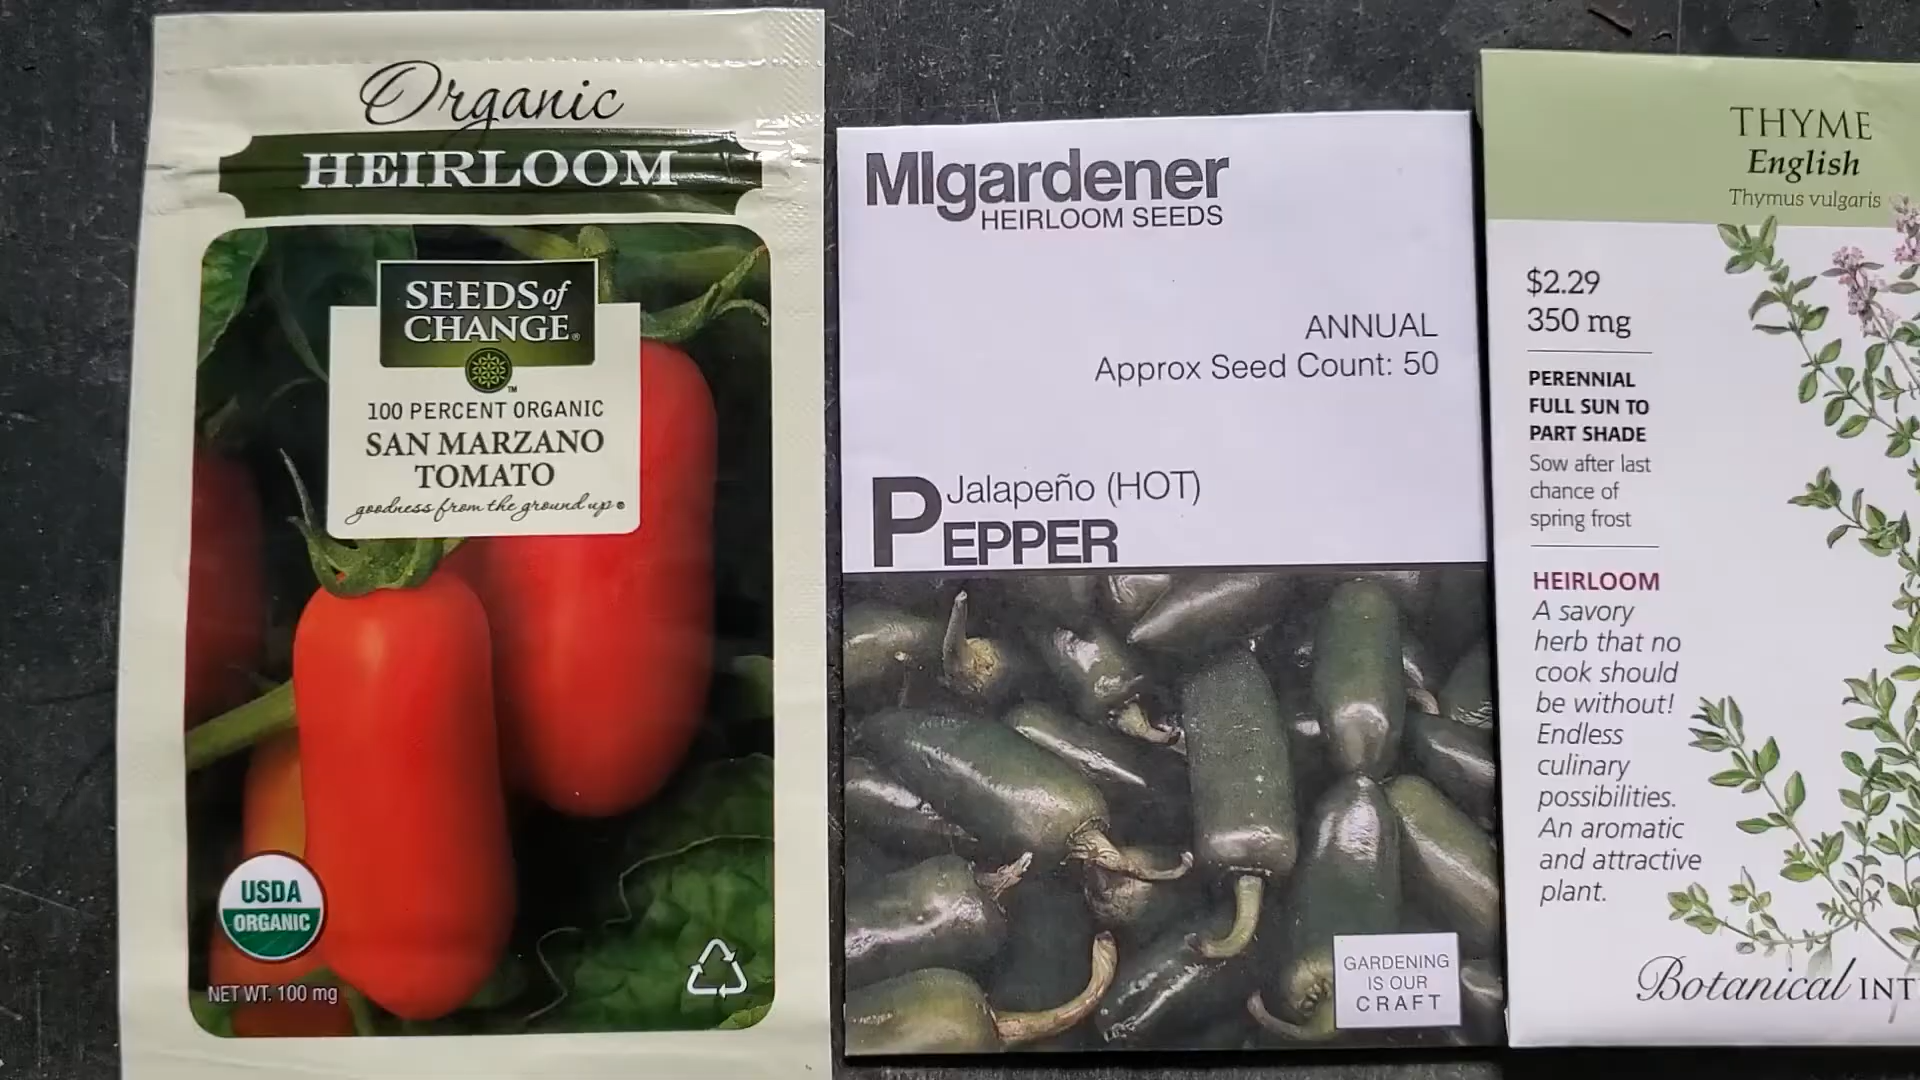 Organic
HEIRLOOM
SEEDS of
CHANGE®
™
100 PERCENT ORGANIC
SAN MARZANO
TOMATO
goodness from the ground up®
USDA
ORGANIC
NET WT. 100 mg
MIgardener
HEIRLOOM SEEDS
ANNUAL
Approx Seed Count: 50
Jalapeño (HOT)
PEPPER
GARDENING
IS OUR
CRAFT
THYME
English
Thymus vulgaris
$2.29
350 mg
PERENNIAL
FULL SUN TO
PART SHADE
Sow after last
chance of
spring frost
HEIRLOOM
A savory
herb that no
cook should
be without!
Endless
culinary
possibilities.
An aromatic
and attractive
plant.
Botanical INT